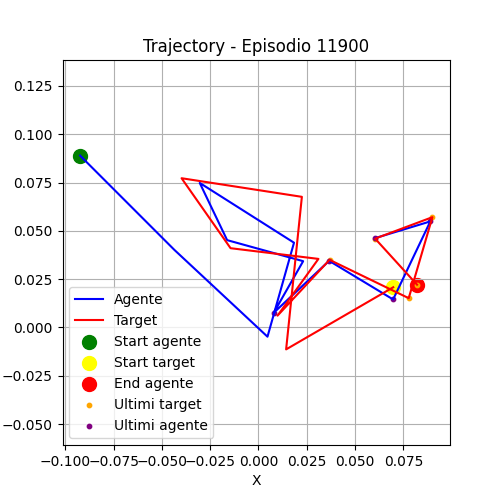 Trajectory - Episodio 11900
0.125
0.100
0.075
0.050
0.025
0.000
−0.025
−0.050
Agente
Target
Start agente
Start target
End agente
Ultimi target
Ultimi agente
−0.100 −0.075 −0.050 −0.025 0.000 0.025 0.050 0.075
X